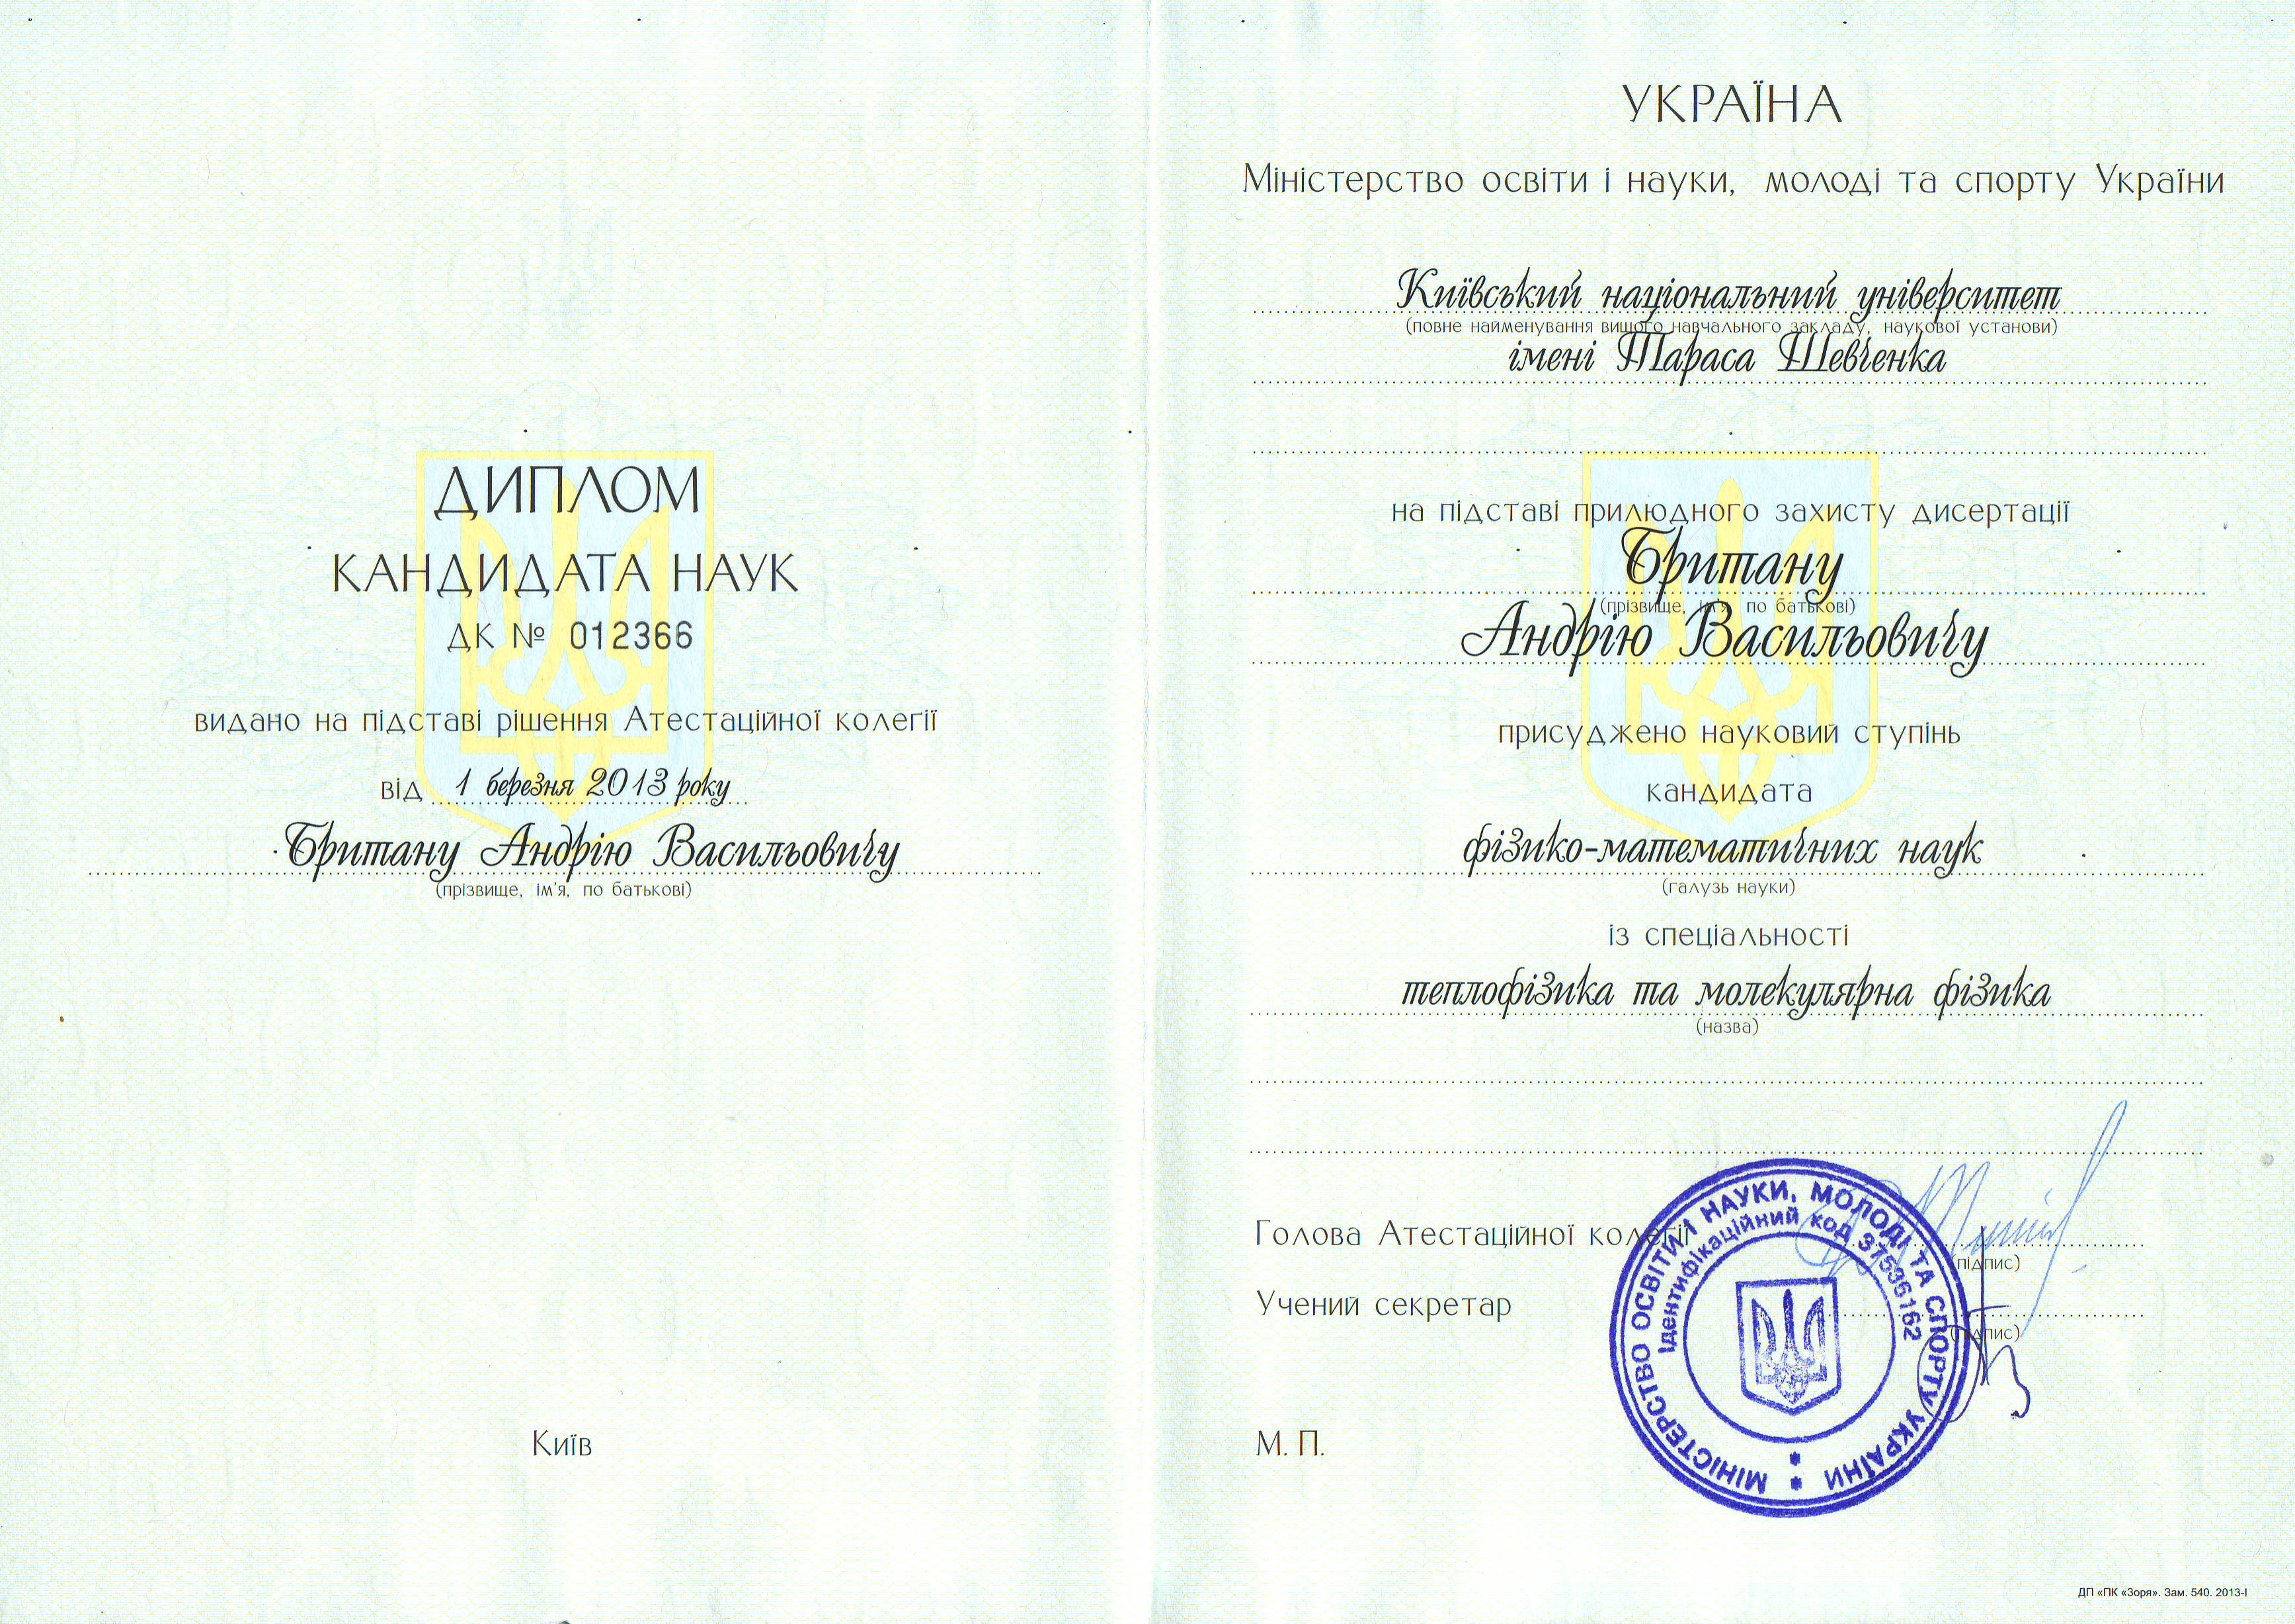 ДИПЛОМ
КАНДИДАТА НАУК
ДК № 012366
видано на підставі рішення Атестаційної колегії
від 1 березня 2013 року
Британу Андрію Васильовичу
(прізвище, ім'я, по батькові)
Київ
УКРАЇНА
Міністерство освіти і науки, молоді та спорту України
Київський національний університет
(повне найменування вищого навчального закладу, наукової установи)
імені Тараса Шевченка
на підставі прилюдного захисту дисертації
Британу
(прізвище, ім'я, по батькові)
Андрію Васильовичу
присуджено науковий ступінь
кандидата
фізико-математичних наук
(галузь науки)
із спеціальності
теплофізика та молекулярна фізика
(назва)
Голова Атестаційної колегії
(підпис)
Учений секретар
(підпис)
М. П.
МІНІСТЕРСТВО ОСВІТИ І НАУКИ, МОЛОДІ ТА СПОРТУ УКРАЇНИ
Ідентифікаційний код 37536162
ДП «ПК «Зоря». Зам. 540. 2013-І